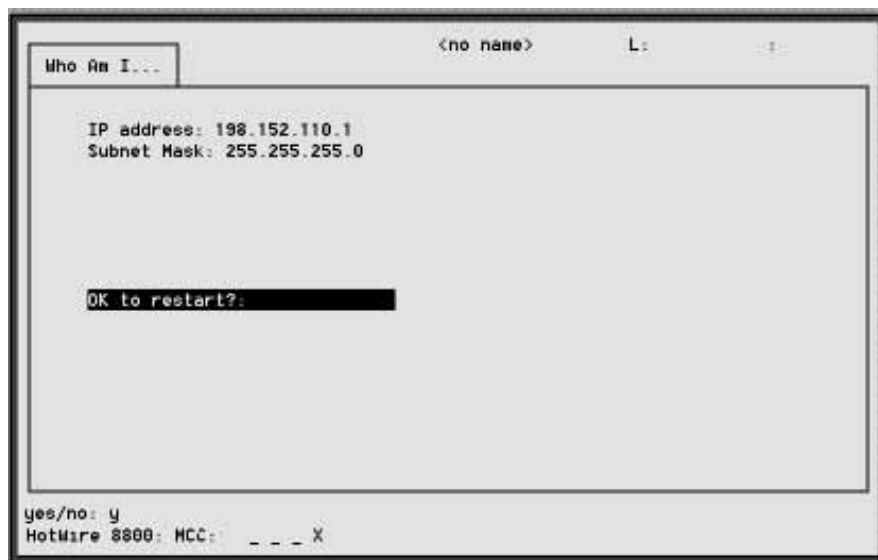 <no name> L: :
Who Am I...
IP address: 198.152.110.1
Subnet Mask: 255.255.255.0
OK to restart?:
yes/no: y
HotWire 8800: MCC: _ _ _ X